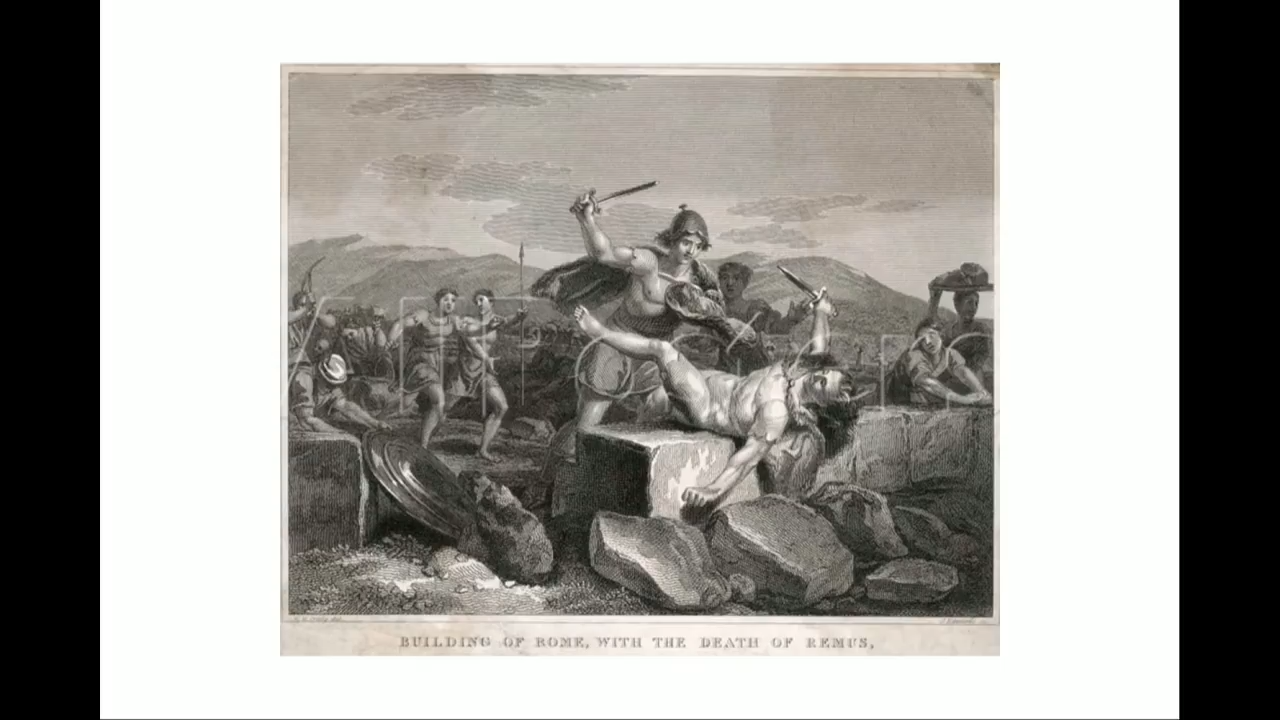 BUILDING OF ROME, WITH THE DEATH OF REMUS,